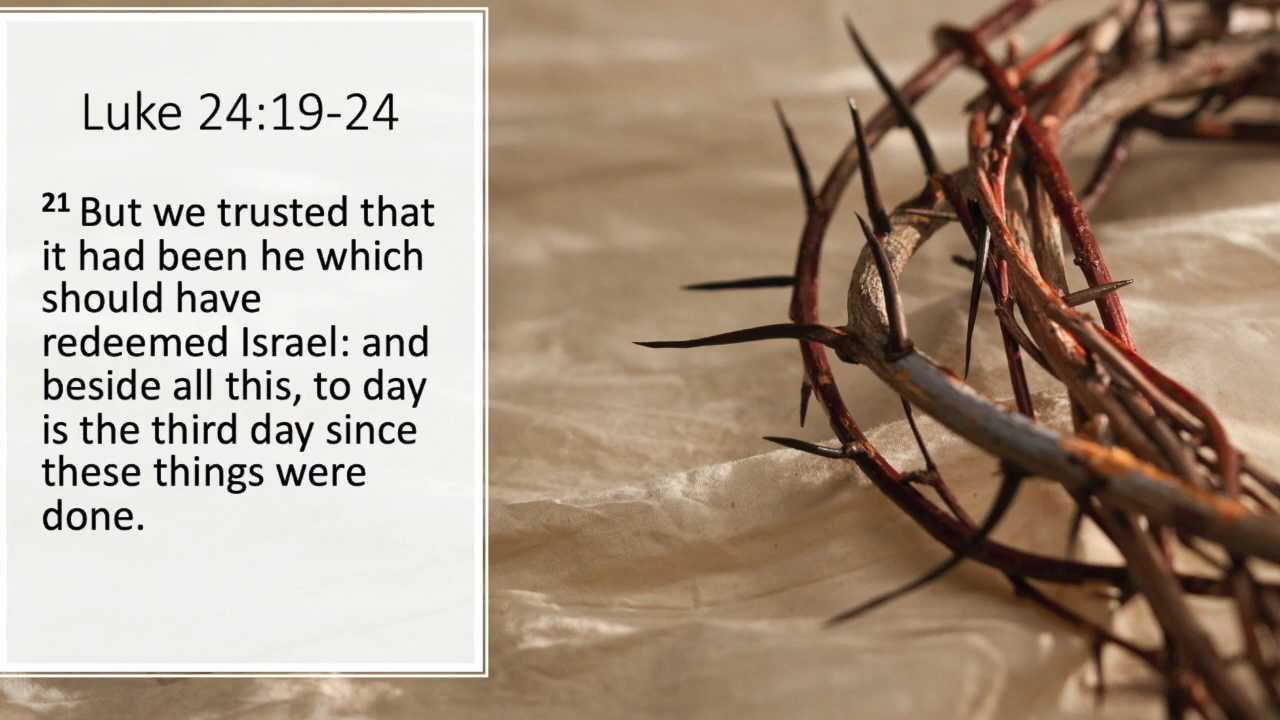 Luke 24:19-24
21 But we trusted that
it had been he which
should have
redeemed Israel: and
beside all this, to day
is the third day since
these things were
done.